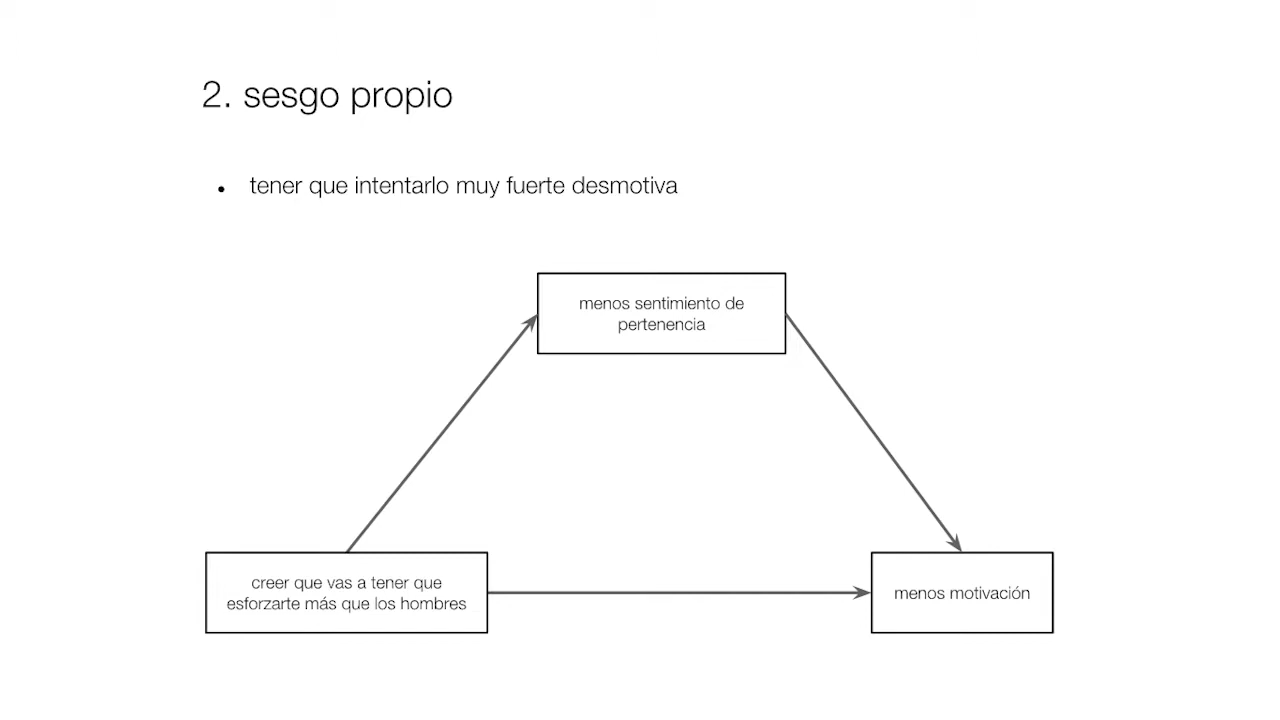 2. sesgo propio
• tener que intentarlo muy fuerte desmotiva
menos sentimiento de
pertenencia
creer que vas a tener que
esforzarte más que los hombres
menos motivación